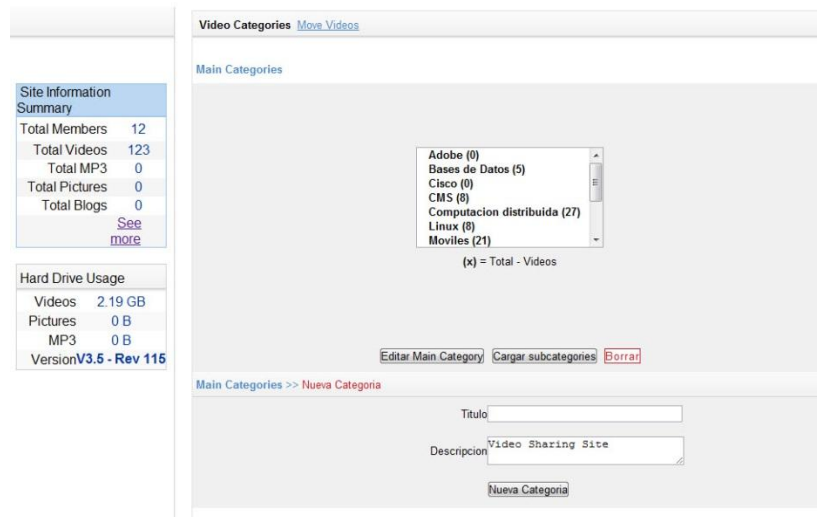 Video Categories Move Videos
Main Categories
Site Information
Summary
Total Members 12
Total Videos 123
Total MP3 0
Total Pictures 0
Total Blogs 0
See
more
Hard Drive Usage
Videos 2.19 GB
Pictures 0 B
MP3 0 B
Version V3.5 - Rev 115
Adobe (0)
Bases de Datos (5)
Cisco (0)
CMS (8)
Computacion distribuida (27)
Linux (8)
Moviles (21)
(x) = Total - Videos
Editar Main Category Cargar subcategories Borrar
Main Categories >> Nueva Categoria
Titulo
Descripcion Video Sharing Site
Nueva Categoria